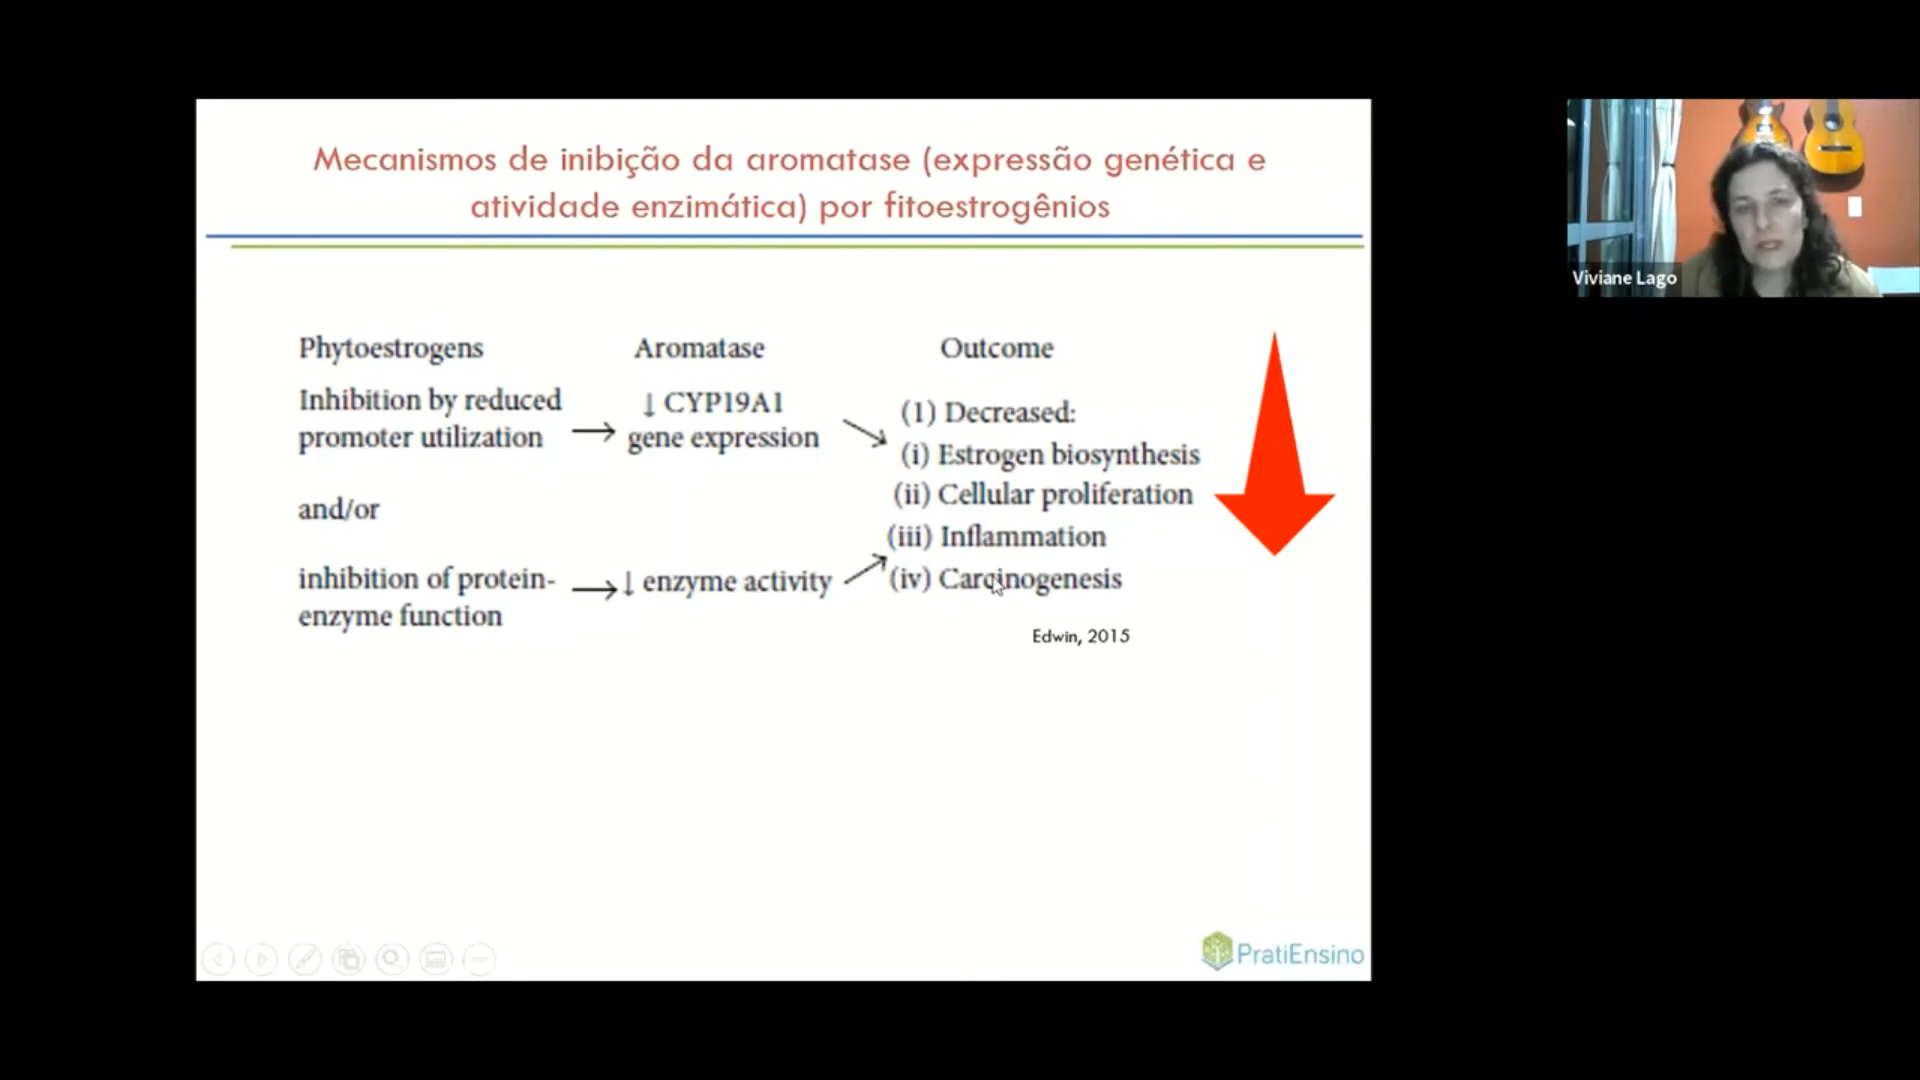 Mecanismos de inibição da aromatase (expressão genética e
atividade enzimática) por fitoestrogênios
Phytoestrogens
Aromatase
Outcome
Inhibition by reduced
promoter utilization
↓ CYP19A1
gene expression
and/or
inhibition of protein-
enzyme function
↓ enzyme activity
(1) Decreased:
(i) Estrogen biosynthesis
(ii) Cellular proliferation
(iii) Inflammation
(iv) Carcinogenesis
Edwin, 2015
PratiEnsino
Viviane Lago